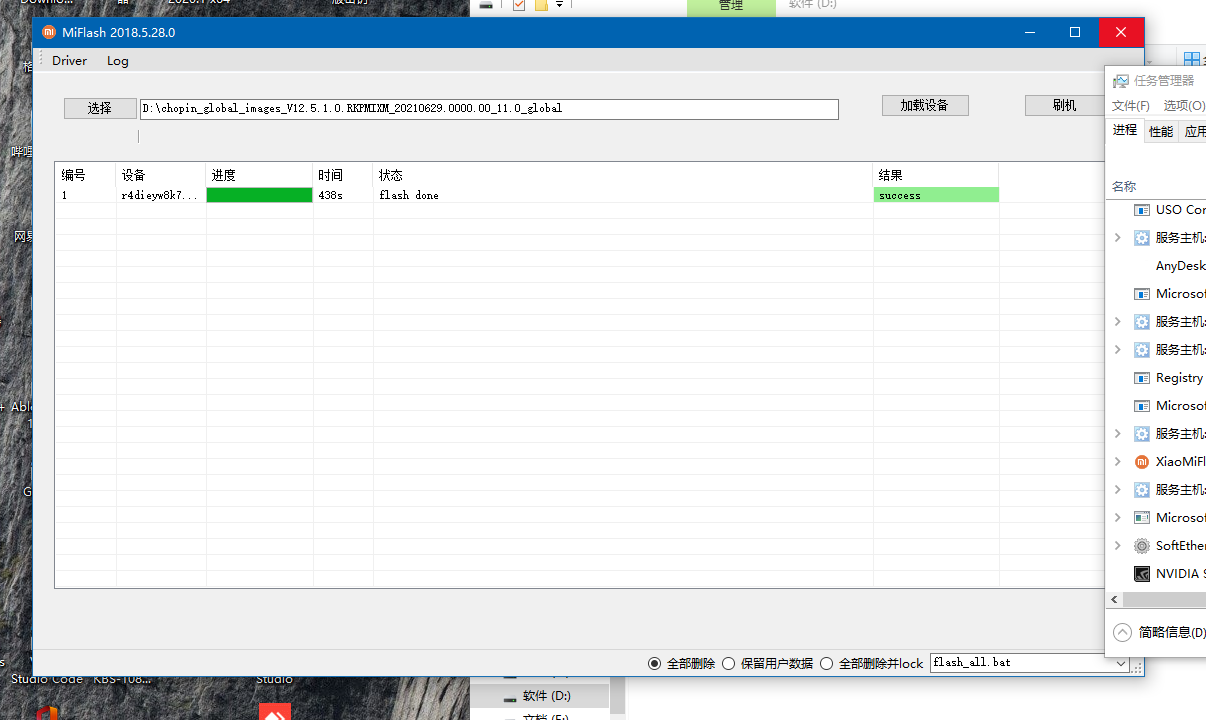 管理
软件 (D:)
MiFlash 2018.5.28.0
Driver Log
选择
D:\chopin_global_images_V12.5.1.0.RKPMIXM_20210629.0000.00_11.0_global
加载设备
刷机
编号 设备 进度 时间 状态 结果
1 r4dieyw8k7... 438s flash done success
全部删除 保留用户数据 全部删除并lock flash_all.bat
任务管理器
文件(F) 选项(O)
进程 性能 应用
名称
USO Cor
服务主机:
AnyDesk
Microsof
服务主机:
服务主机:
Registry
Microsof
服务主机:
XiaoMiFl
服务主机:
Microsof
SoftEther
NVIDIA S
简略信息(D)
网易
Studio Code KBS-108... Studio
软件 (D:)
文档 (E:)